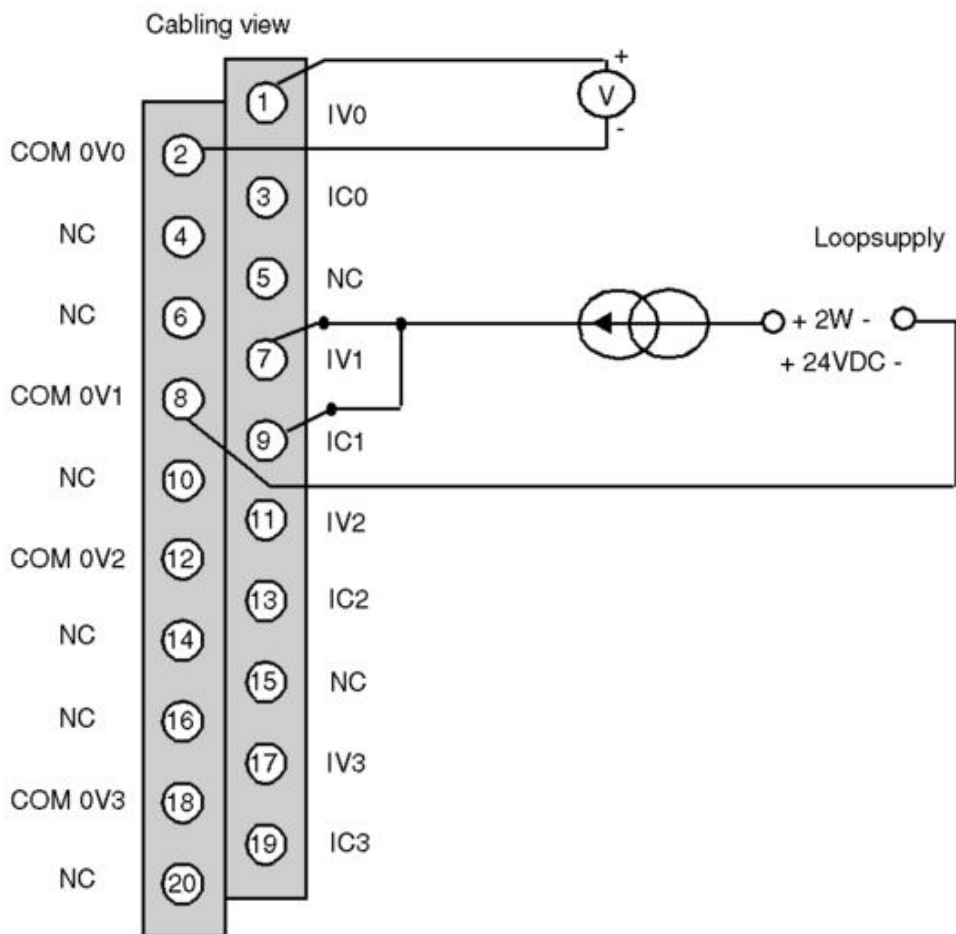 Cabling view
+
1
V
IV0
-
COM 0V0
2
3
IC0
NC
4
Loopsupply
5
NC
NC
6
+ 2W -
7
IV1
+ 24VDC -
COM 0V1
8
9
IC1
NC
10
11
IV2
COM 0V2
12
13
IC2
NC
14
15
NC
NC
16
17
IV3
COM 0V3
18
19
IC3
NC
20